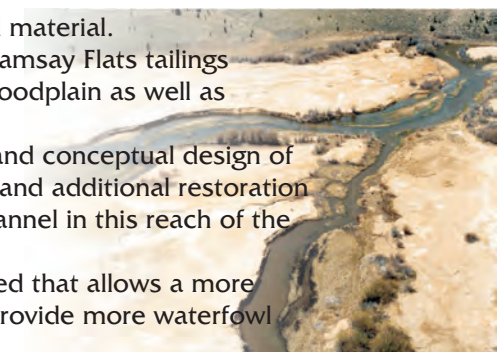 material.
amsay Flats tailings
oodplain as well as
and conceptual design of
and additional restoration
annel in this reach of the
ed that allows a more
rovide more waterfowl